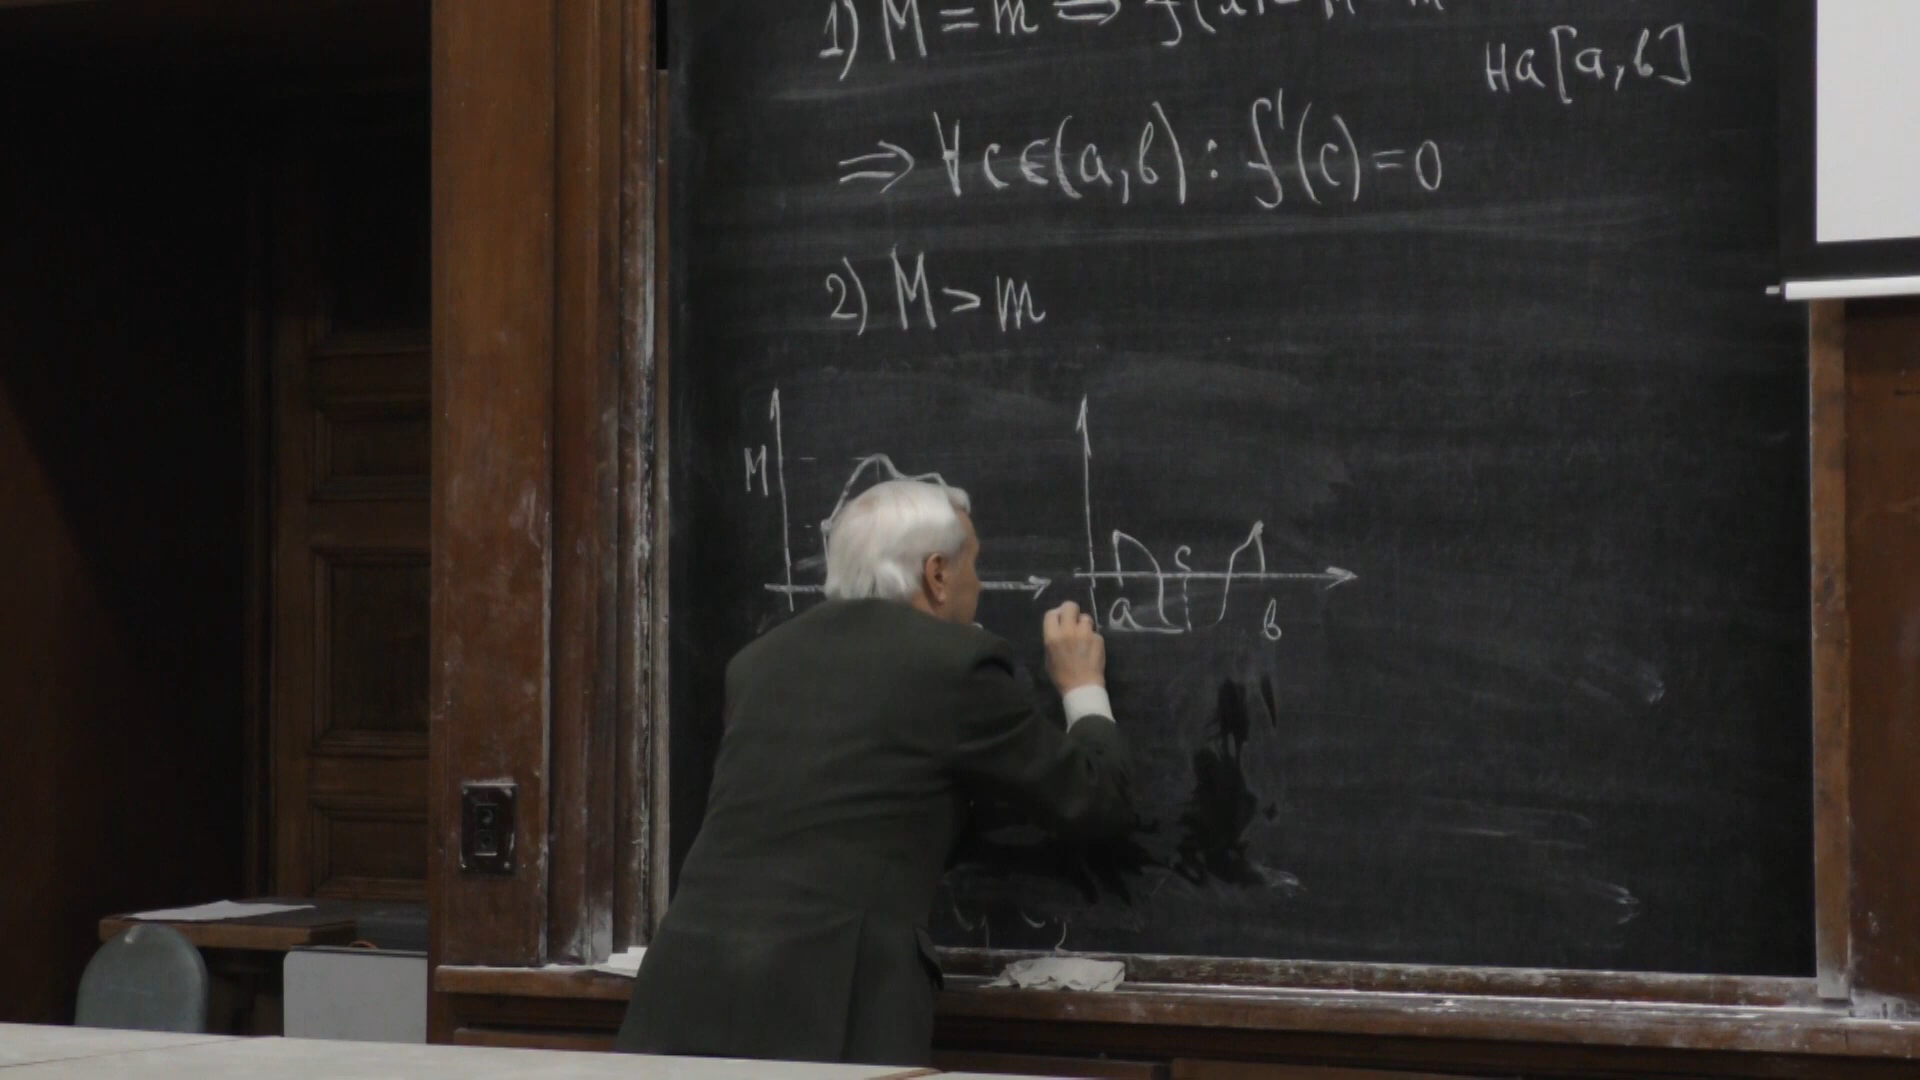 1) M = m ⇒ f(x) = M = m
на [a, b]
⇒ ∀ c ∈ (a, b) : f'(c) = 0
2) M > m
M
c
a
b